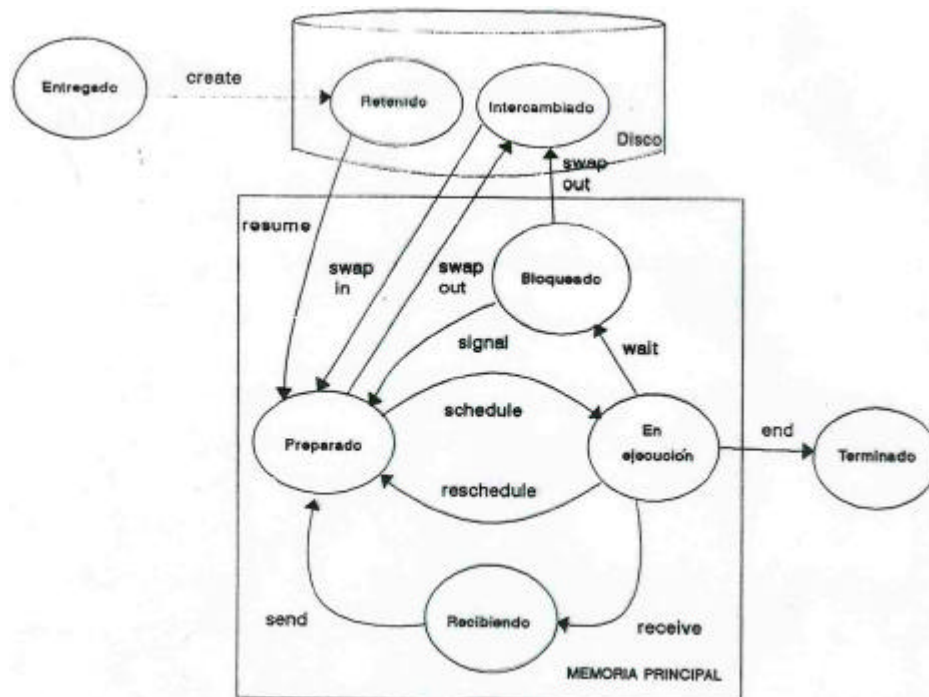 Entregado
create
Retenido
Intercambiado
Disco
swap
out
resume
swap
in
swap
out
Bloqueado
signal
wait
Preparado
schedule
En
ejecución
end
Terminado
reschedule
send
Recibiendo
receive
MEMORIA PRINCIPAL